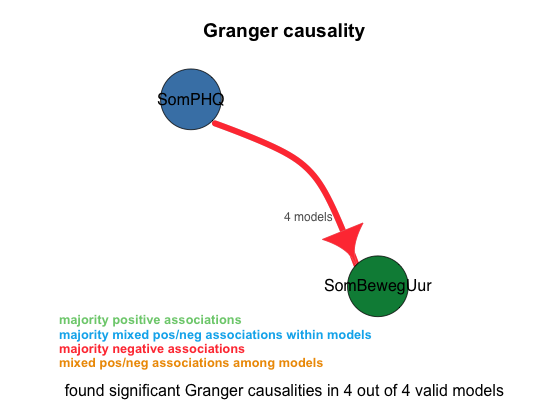 Granger causality
SomPHQ
4 models
SomBewegUur
majority positive associations
majority mixed pos/neg associations within models
majority negative associations
mixed pos/neg associations among models
found significant Granger causalities in 4 out of 4 valid models